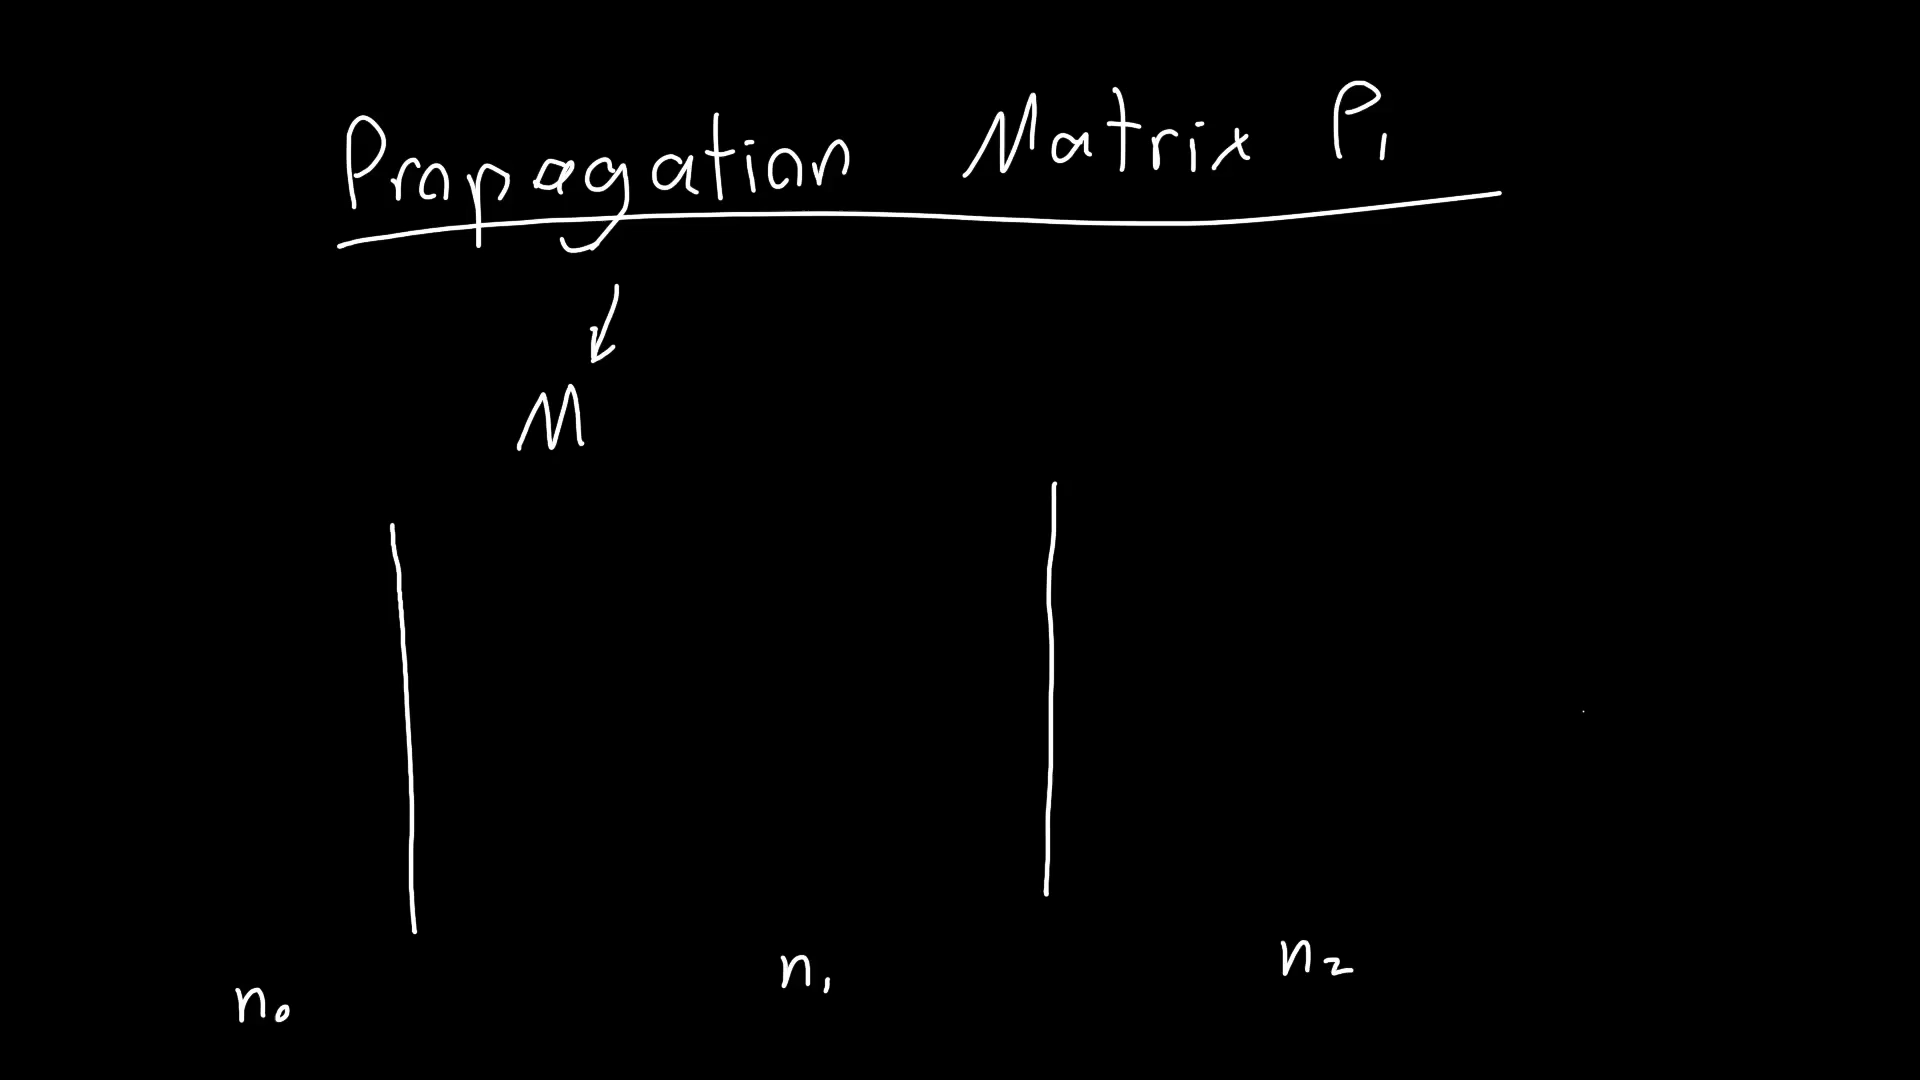 Propagation Matrix P₁
M
n₀ n₁ n₂